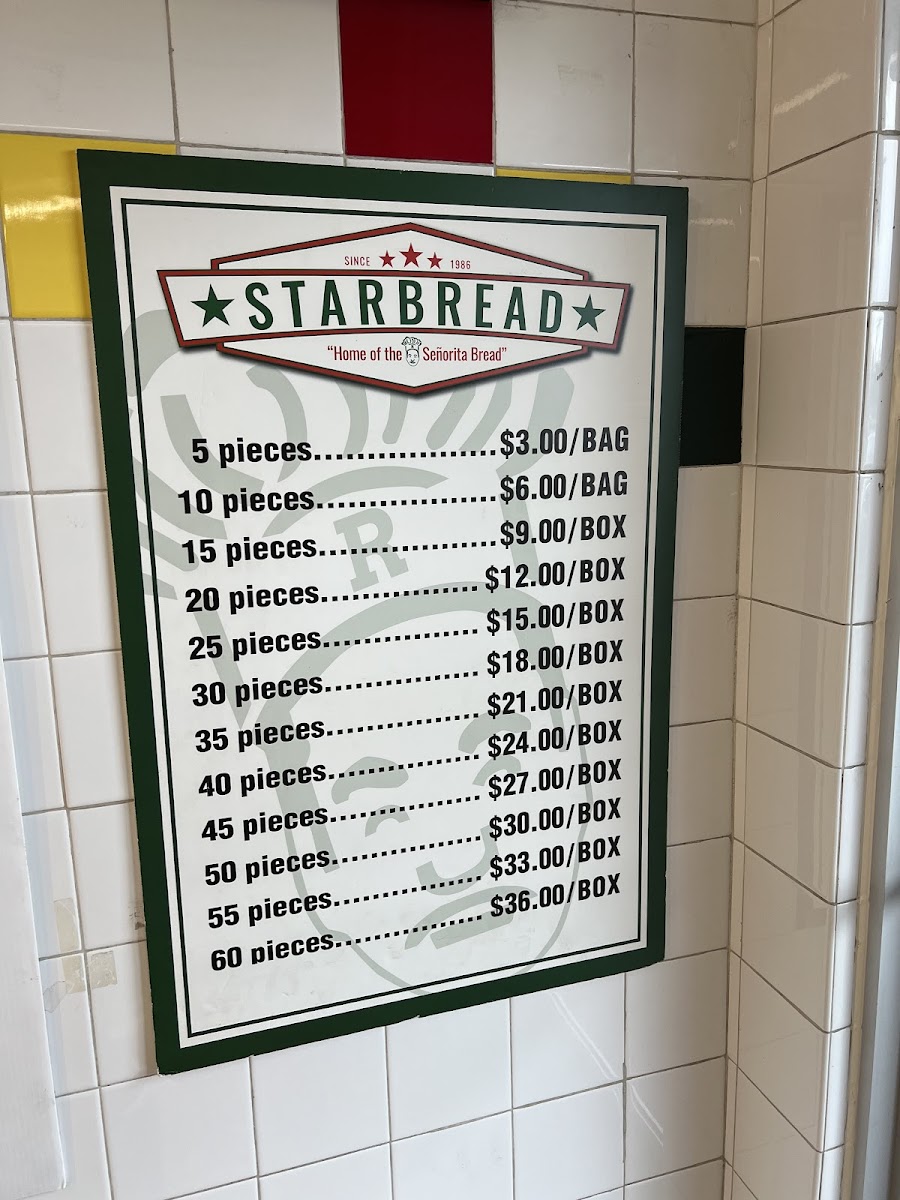 SINCE 1986
STARBREAD
“Home of the Señorita Bread”
R
5 pieces..................$3.00/BAG
10 pieces..................$6.00/BAG
15 pieces..................$9.00/BOX
20 pieces................$12.00/BOX
25 pieces................$15.00/BOX
30 pieces................$18.00/BOX
35 pieces................$21.00/BOX
40 pieces................$24.00/BOX
45 pieces................$27.00/BOX
50 pieces................$30.00/BOX
55 pieces................$33.00/BOX
60 pieces................$36.00/BOX